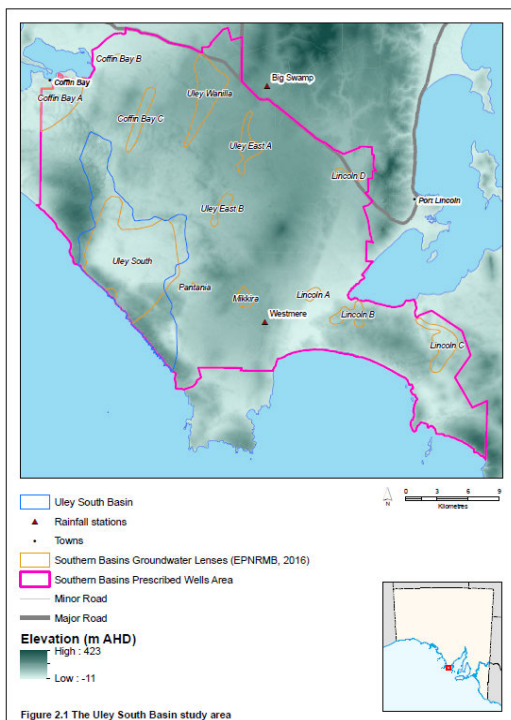 Coffin Bay B
Coffin Bay
Big Swamp
Coffin Bay A
Uley Wanilla
Coffin Bay C
Uley East A
Lincoln D
Port Lincoln
Uley East B
Uley South
Pantania
Mikkira
Lincoln A
Lincoln B
Westmere
Lincoln C
Uley South Basin
Rainfall stations
Towns
Southern Basins Groundwater Lenses (EPNRMB, 2016)
Southern Basins Prescribed Wells Area
Minor Road
Major Road
Elevation (m AHD)
High : 423
Low : -11
N
0 3 6 9
Kilometres
Figure 2.1 The Uley South Basin study area